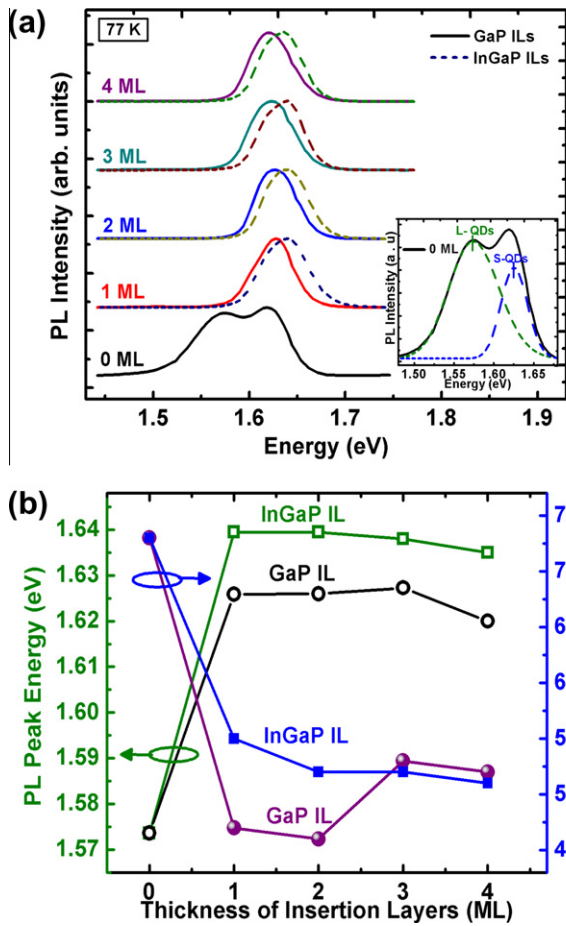 (a)
77 K
GaP ILs
InGaP ILs
4 ML
3 ML
2 ML
1 ML
0 ML
PL Intensity (arb. units)
1.5 1.6 1.7 1.8 1.9
Energy (eV)
L- QDs
0 ML
S-QDs
PL Intensity (a u)
1.50 1.55 1.60 1.65
Energy (eV)
(b)
1.64
1.63
1.62
1.61
1.60
1.59
1.58
1.57
PL Peak Energy (eV)
InGaP IL
GaP IL
InGaP IL
GaP IL
7
7
6
6
5
5
4
0 1 2 3 4
Thickness of Insertion Layers (ML)